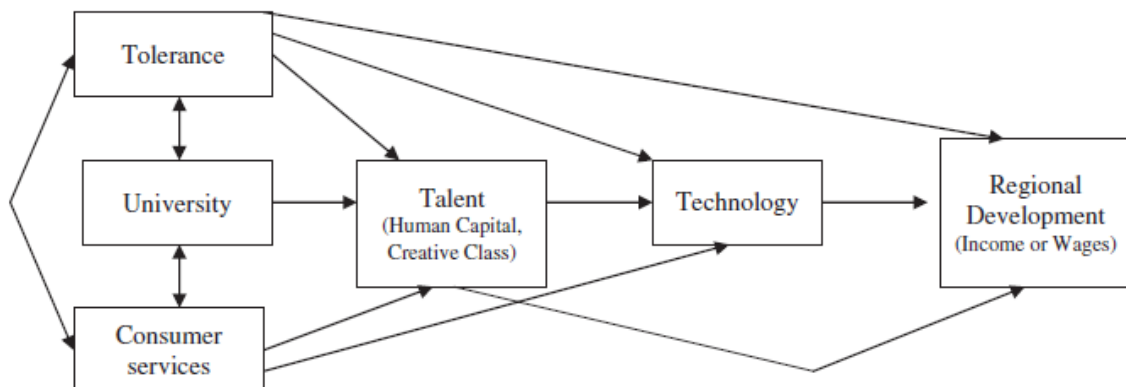 Tolerance
University
Consumer
services
Talent
(Human Capital,
Creative Class)
Technology
Regional
Development
(Income or Wages)